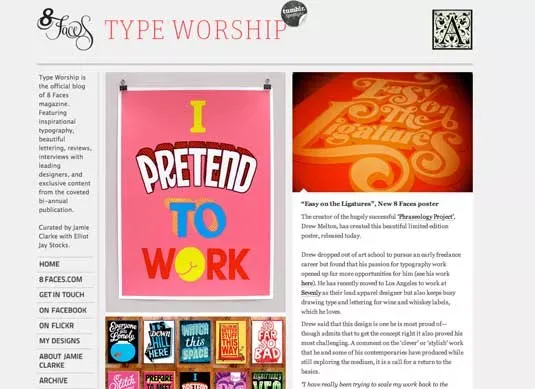 8 Faces
TYPE WORSHIP
tumblr.
A
Type Worship is
the official blog
of 8 Faces
magazine.
Featuring
inspirational
typography,
beautiful
lettering, reviews,
interviews with
leading
designers, and
exclusive content
from the coveted
bi-annual
publication.
Curated by Jamie
Clarke with Elliot
Jay Stocks.
HOME
8 FACES.COM
GET IN TOUCH
ON FACEBOOK
ON FLICKR
MY DESIGNS
ABOUT JAMIE
CLARKE
ARCHIVE
I
PRETEND
TO
WORK
Everyone
is
Lonely
DOWN
HILL
HERE
WATCH
this
SPACE
FOLLOW
STUFF
THIS
WAY
SO
FAR
SO
BAD
Stitch
PREPARE
Easy
on
The
Ligatures
“Easy on the Ligatures”, New 8 Faces poster
The creator of the hugely successful ‘Phraseology Project’,
Drew Melton, has created this beautiful limited edition
poster, released today.
Drew dropped out of art school to pursue an early freelance
career but found that his passion for typography work
opened up far more opportunities for him (see his work
here). He has recently moved to Los Angeles to work at
Sevenly as their lead apparel designer but also keeps busy
drawing type and lettering for wine and whiskey labels,
which he loves.
Drew said that this design is one he is most proud of—
though admits that to get the concept right it also proved his
most challenging. A comment on the ‘clever’ or ‘stylish’ work
that he and some of his contemporaries have produced while
still exploring the medium, it is a call for a return to the
basics.
“I have really been trying to scale my work back to the